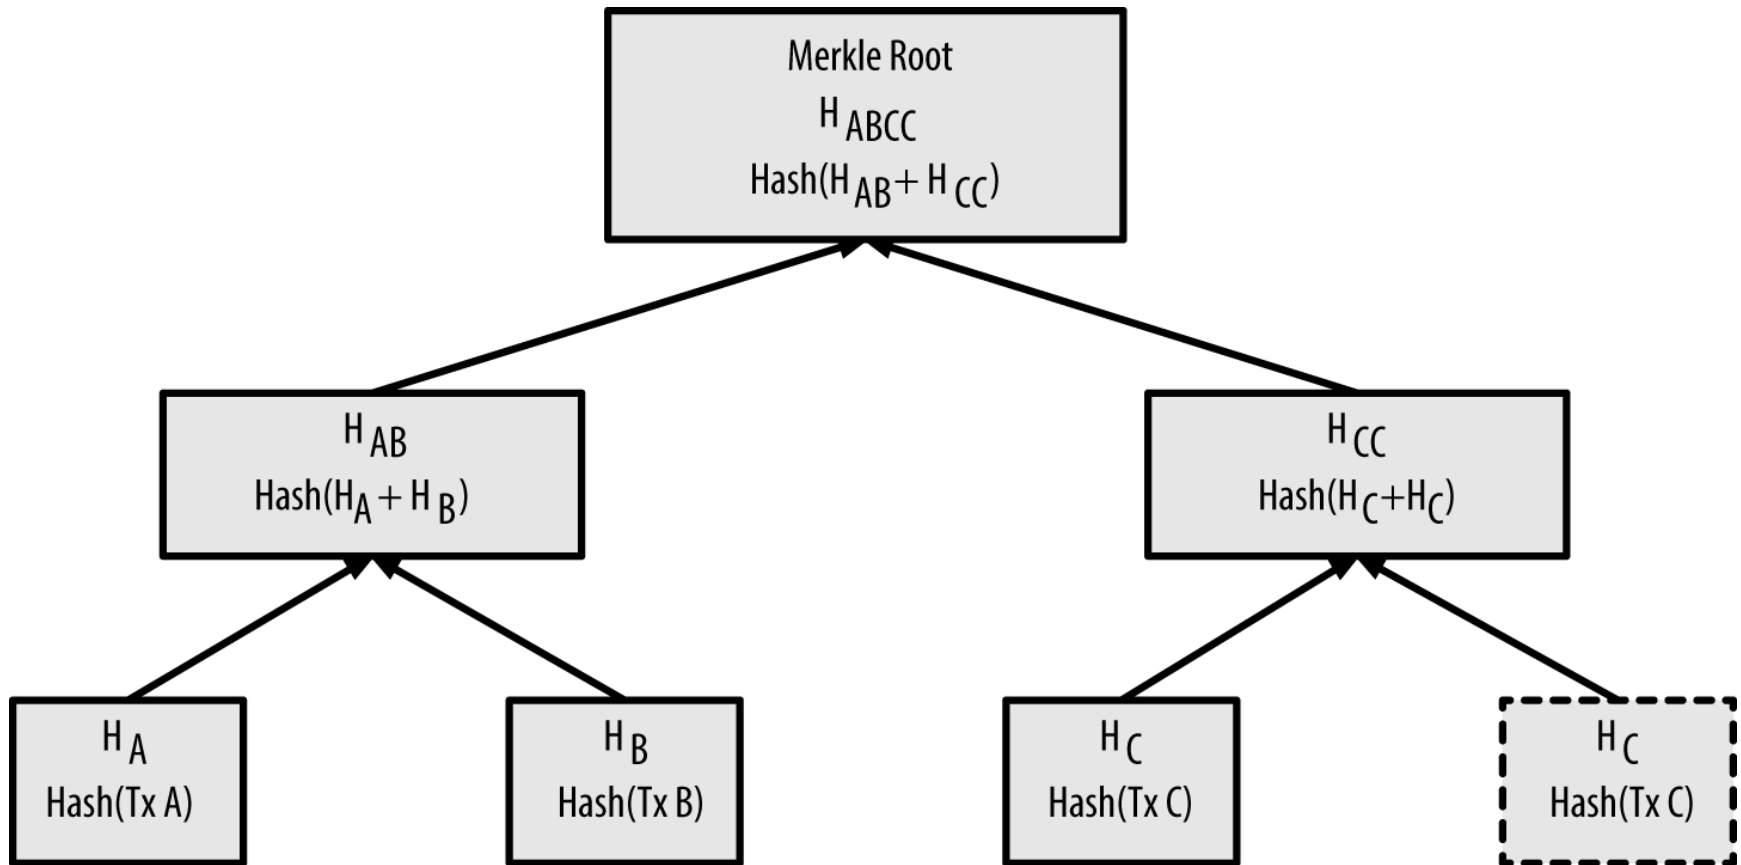 Merkle Root
H ABCC
Hash(H AB + H CC)
H AB
Hash(H A + H B)
H CC
Hash(H C+H C)
H A
Hash(Tx A)
H B
Hash(Tx B)
H C
Hash(Tx C)
H C
Hash(Tx C)